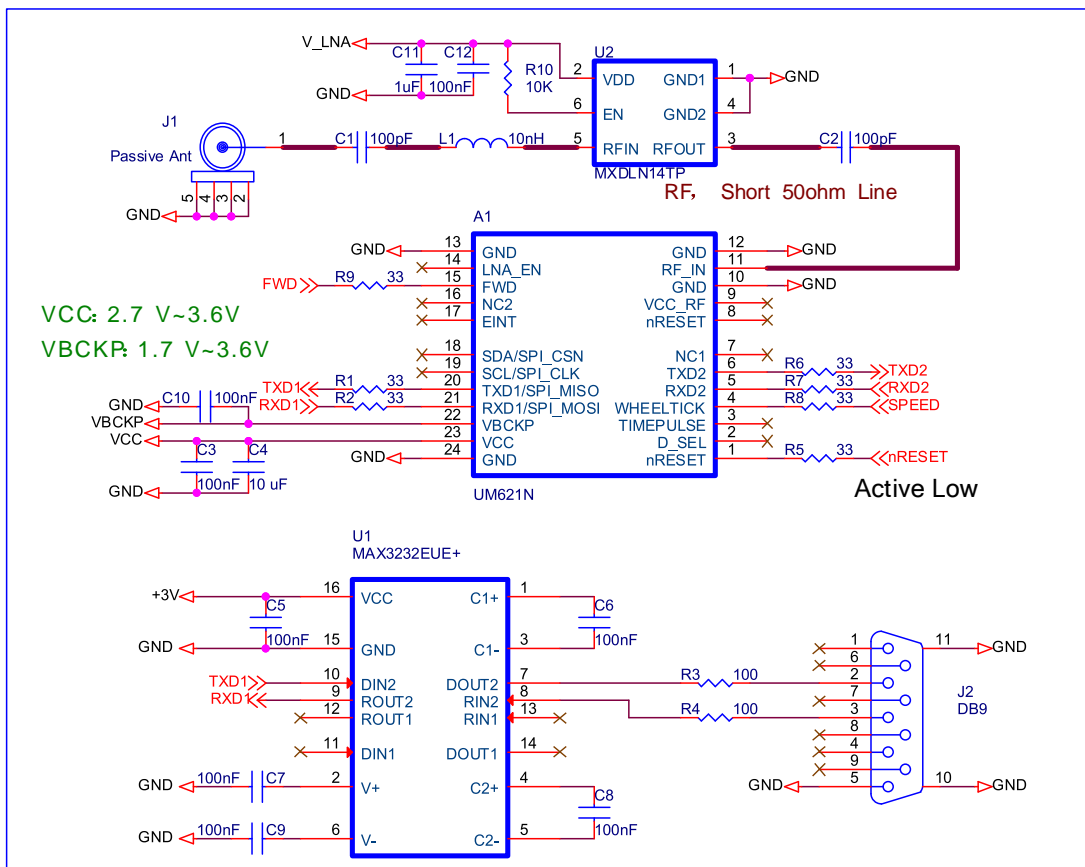 V_LNA
C11
1uF
C12
100nF
R10
10K
GND
U2
2 VDD GND1 1 GND
6 EN GND2 4
5 RFIN RFOUT 3
MXDLN14TP
J1
Passive Ant
1 C1 100pF L1 10nH
C2 100pF
5 4 3 2
GND
RF, Short 50ohm Line
A1
GND 13 GND GND 12 GND
14 LNA_EN RF_IN 11
FWD R9 33 15 FWD GND 10 GND
16 NC2 VCC_RF 9
17 EINT nRESET 8
VCC: 2.7 V~3.6V
VBCKP: 1.7 V~3.6V
18 SDA/SPI_CSN NC1 7
19 SCL/SPI_CLK TXD2 6 R6 33 TXD2
TXD1 R1 33 20 TXD1/SPI_MISO RXD2 5 R7 33 RXD2
RXD1 R2 33 21 RXD1/SPI_MOSI WHEELTICK 4 R8 33 SPEED
GND C10 100nF
VBCKP 22 VBCKP TIMEPULSE 3
VCC 23 VCC D_SEL 2
GND 24 GND nRESET 1 R5 33 nRESET
C3
100nF
C4
10 uF
GND
UM621N
Active Low
U1
MAX3232EUE+
+3V 16 VCC C1+ 1
C5
100nF
C6
100nF
GND 15 GND C1- 3
TXD1 10 DIN2 DOUT2 7 R3 100
RXD1 9 ROUT2 RIN2 8 R4 100
12 ROUT1 RIN1 13
11 DIN1 DOUT1 14
GND 100nF C7 2 V+ C2+ 4
C8
100nF
GND 100nF C9 6 V- C2- 5
1
6
2
7
3
8
4
9
GND 5
11 GND
J2
DB9
10 GND